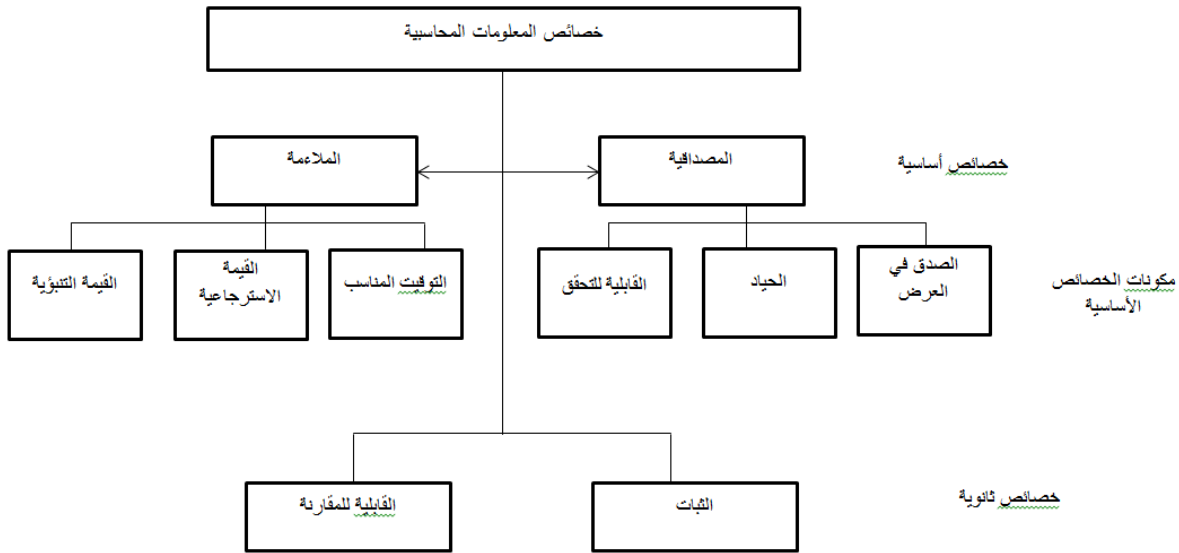 خصائص المعلومات المحاسبية
خصائص أساسية
المصداقية
الملاءمة
مكونات الخصائص
الأساسية
الصدق في
العرض
الحياد
القابلية للتحقق
التوقيت المناسب
القيمة
الاسترجاعية
القيمة التنبؤية
خصائص ثانوية
الثبات
القابلية للمقارنة